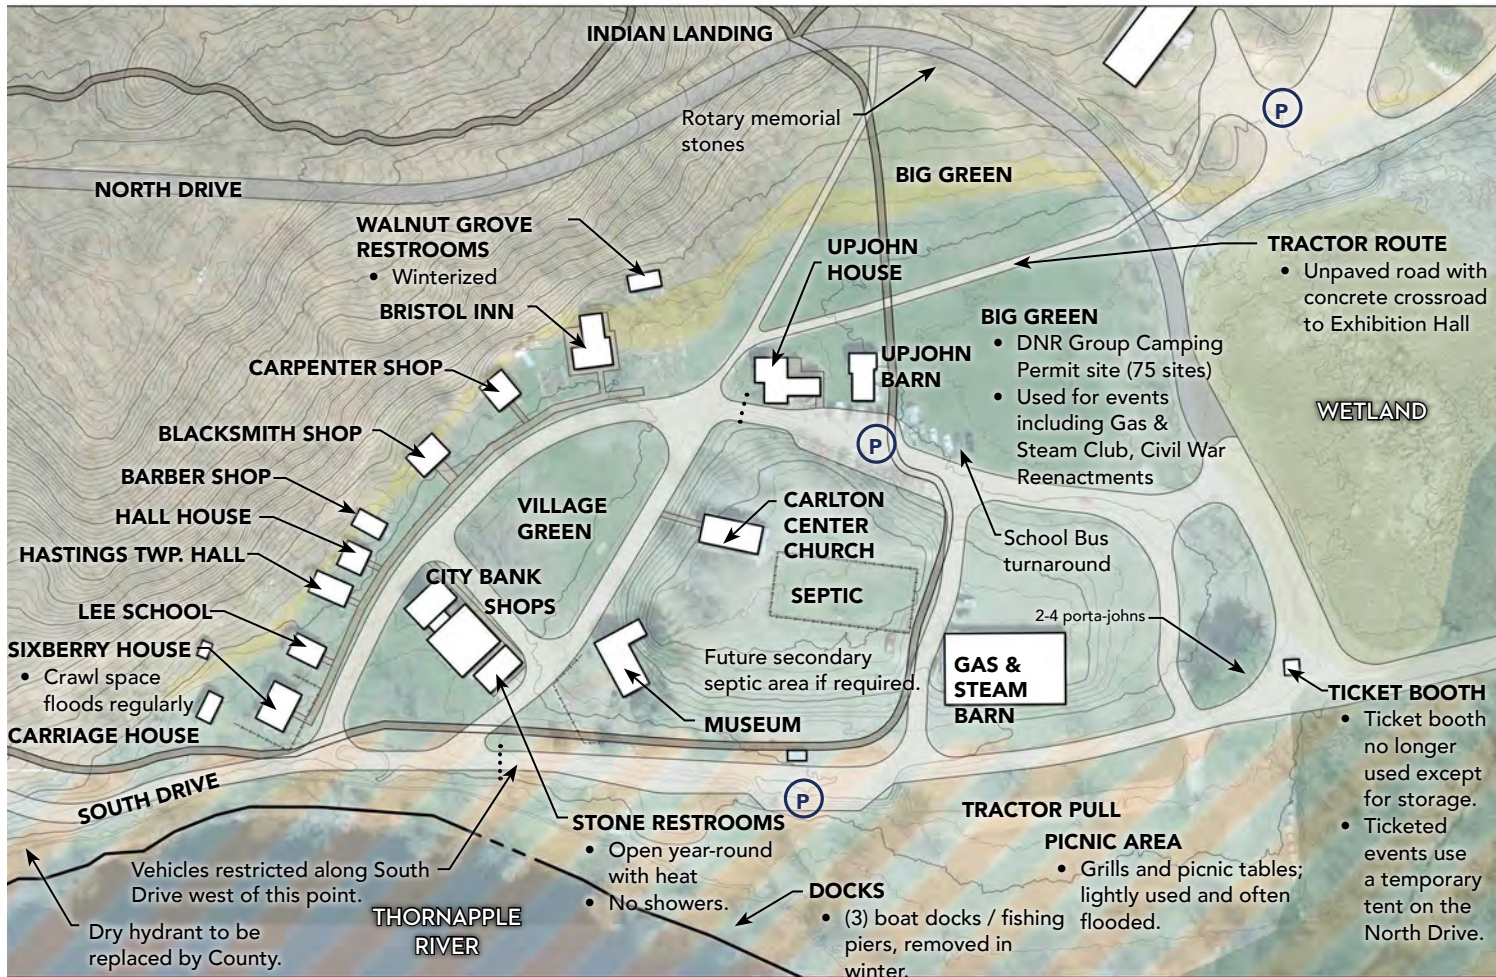 INDIAN LANDING
P
Rotary memorial
stones
NORTH DRIVE
BIG GREEN
WALNUT GROVE
RESTROOMS
• Winterized
UPJOHN
HOUSE
TRACTOR ROUTE
• Unpaved road with
concrete crossroad
to Exhibition Hall
BRISTOL INN
BIG GREEN
• DNR Group Camping
Permit site (75 sites)
• Used for events
including Gas &
Steam Club, Civil War
Reenactments
UPJOHN
BARN
CARPENTER SHOP
WETLAND
BLACKSMITH SHOP
P
BARBER SHOP
HALL HOUSE
HASTINGS TWP. HALL
VILLAGE
GREEN
CARLTON
CENTER
CHURCH
School Bus
turnaround
CITY BANK
SHOPS
SEPTIC
LEE SCHOOL
2-4 porta-johns
SIXBERRY HOUSE
• Crawl space
floods regularly
Future secondary
septic area if required.
GAS &
STEAM
BARN
CARRIAGE HOUSE
MUSEUM
TICKET BOOTH
• Ticket booth
no longer
used except
for storage.
• Ticketed
events use
a temporary
tent on the
North Drive.
SOUTH DRIVE
P
TRACTOR PULL
STONE RESTROOMS
• Open year-round
with heat
• No showers.
PICNIC AREA
• Grills and picnic tables;
lightly used and often
flooded.
Vehicles restricted along South
Drive west of this point.
DOCKS
• (3) boat docks / fishing
piers, removed in
winter.
THORNAPPLE
RIVER
Dry hydrant to be
replaced by County.